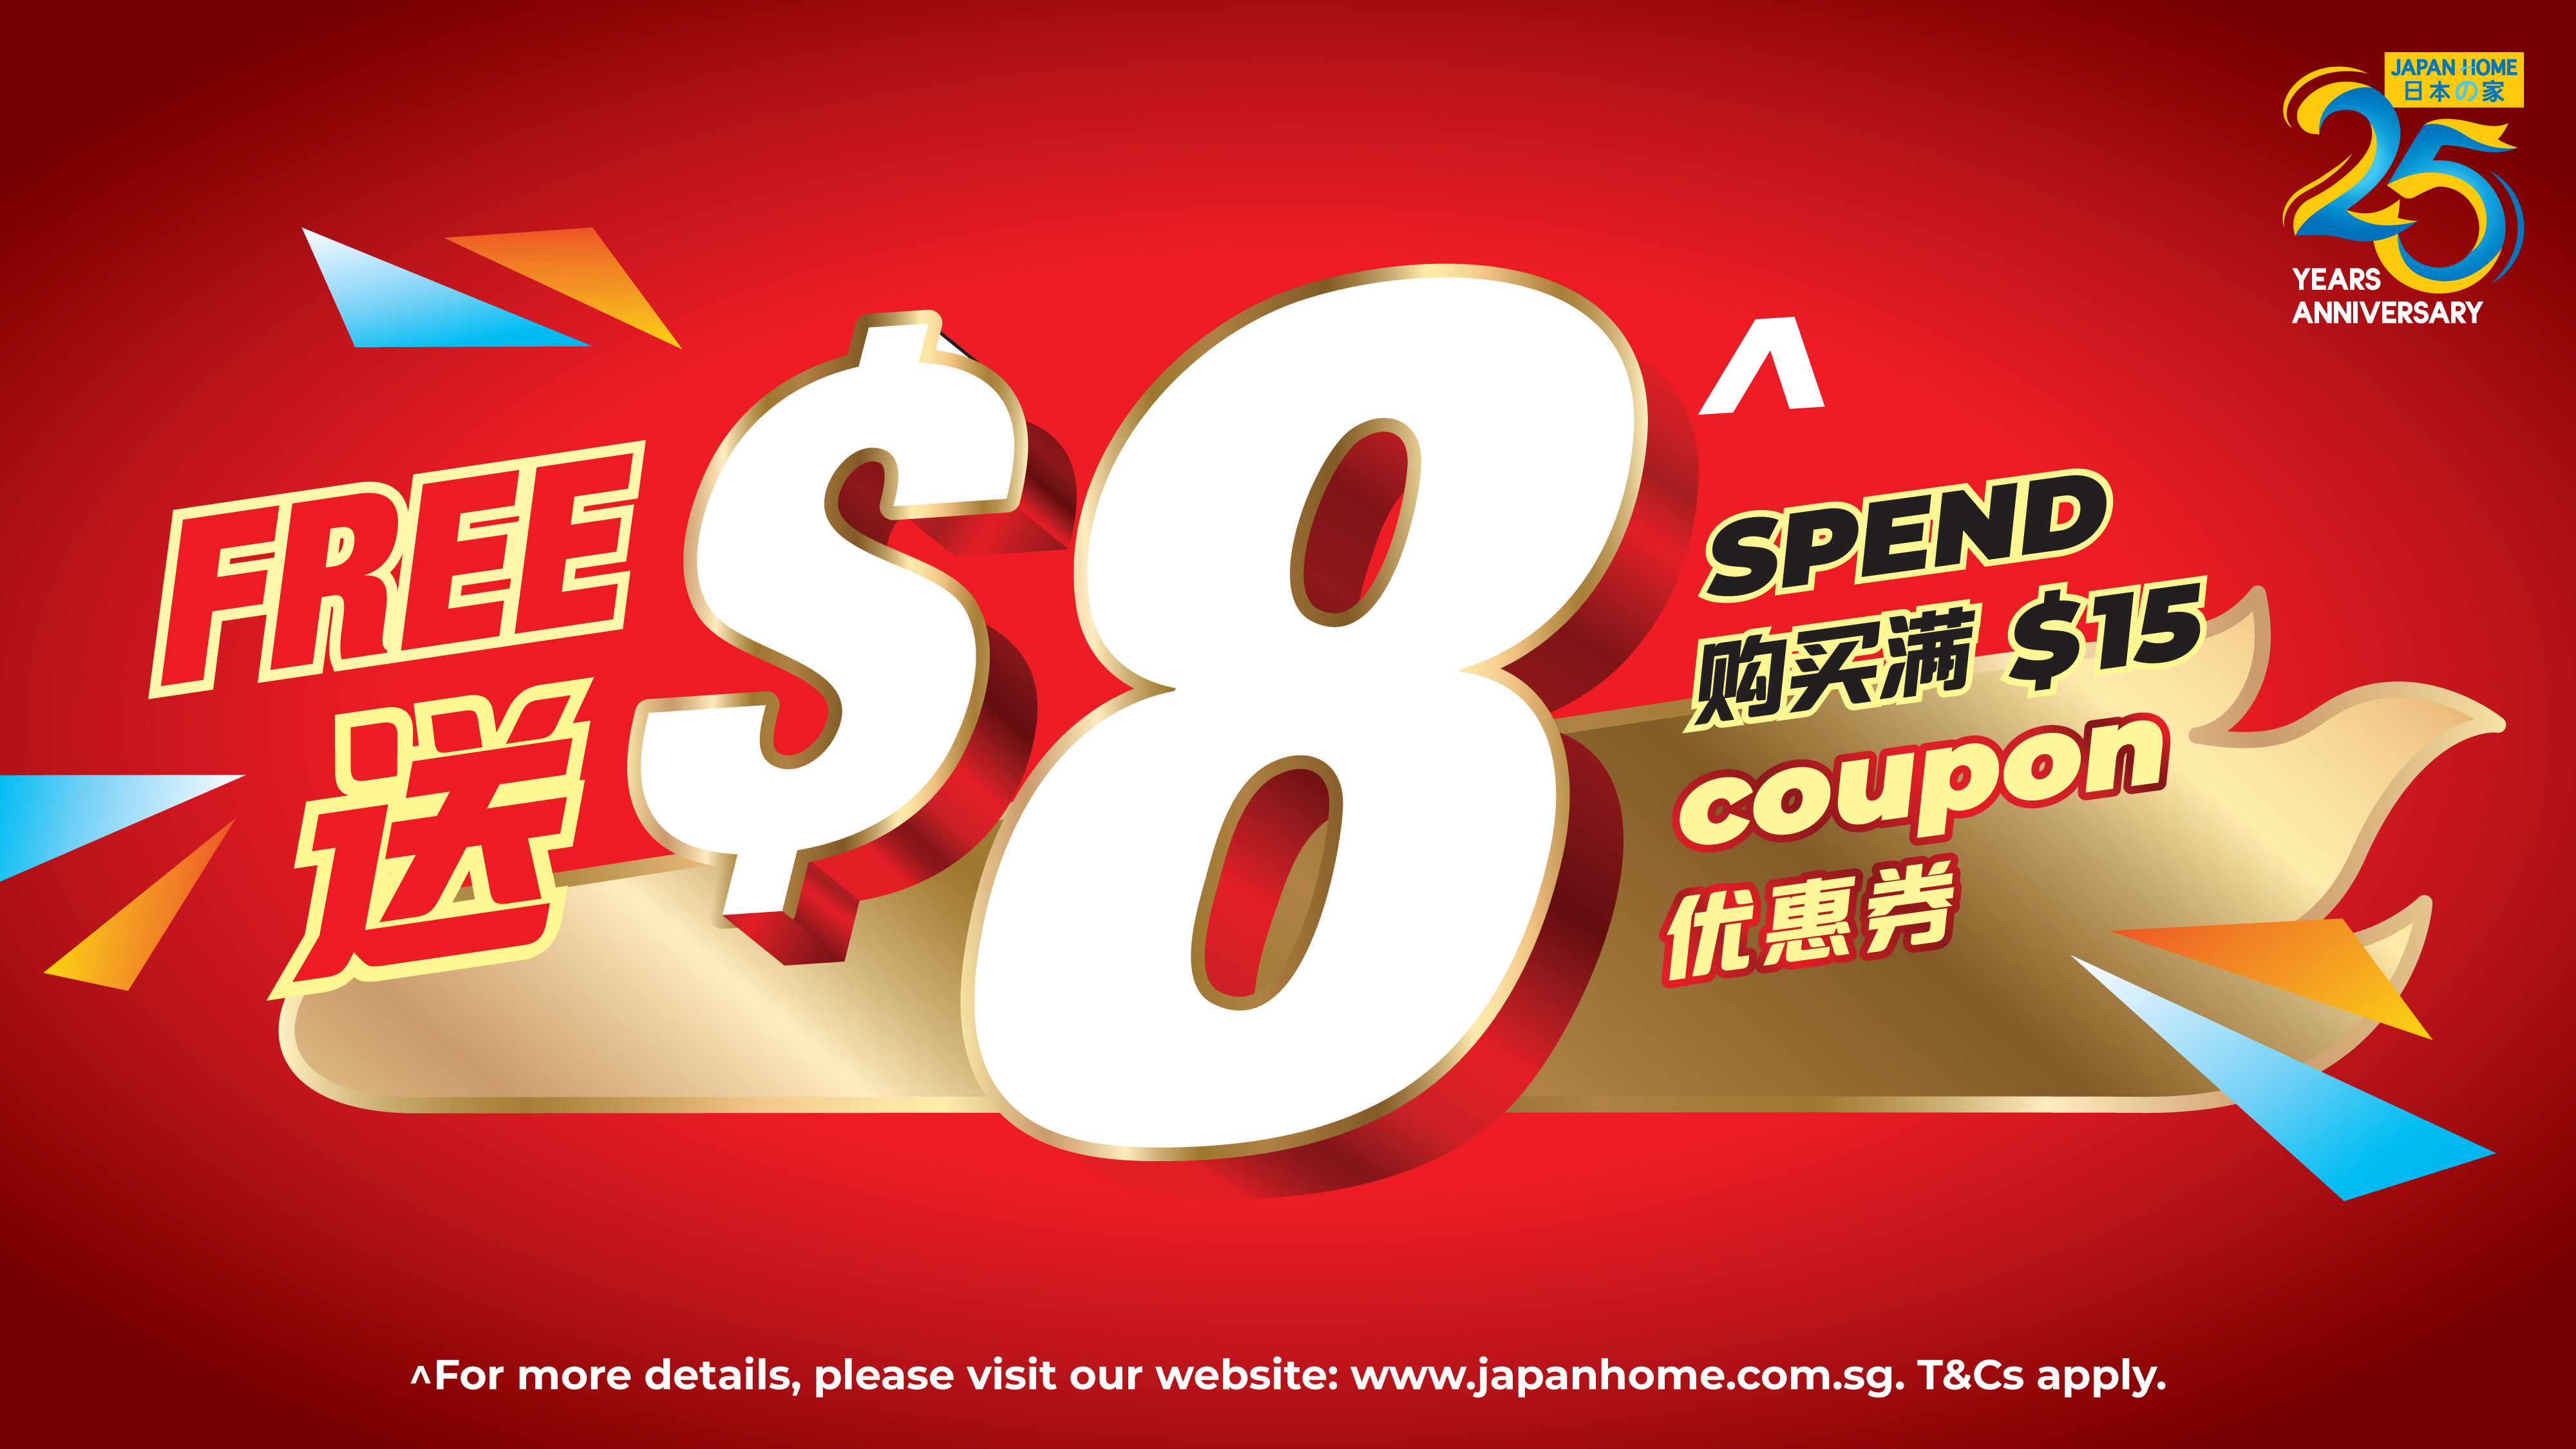 JAPAN HOME
日本の家
25
YEARS
ANNIVERSARY
FREE
送
$8^
SPEND
购买满 $15
coupon
优惠券
^For more details, please visit our website: www.japanhome.com.sg. T&Cs apply.